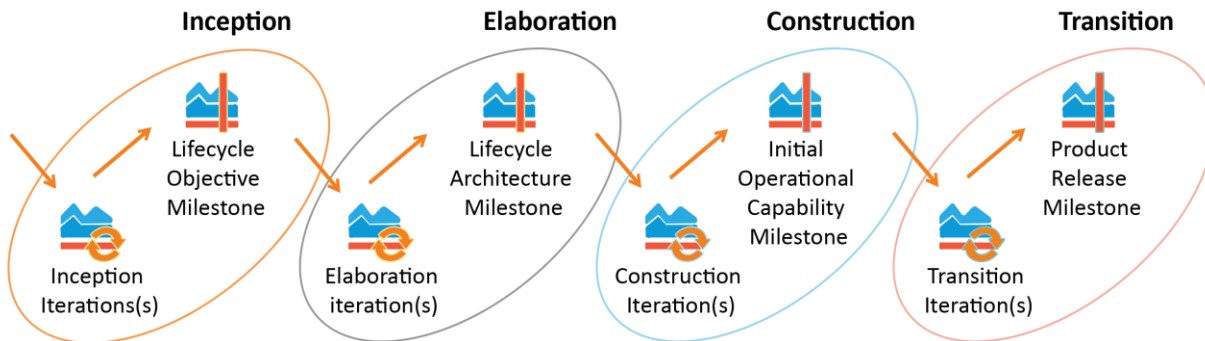 Inception
Elaboration
Construction
Transition
Lifecycle
Objective
Milestone
Inception
Iterations(s)
Lifecycle
Architecture
Milestone
Elaboration
iteration(s)
Initial
Operational
Capability
Milestone
Construction
Iteration(s)
Product
Release
Milestone
Transition
Iteration(s)